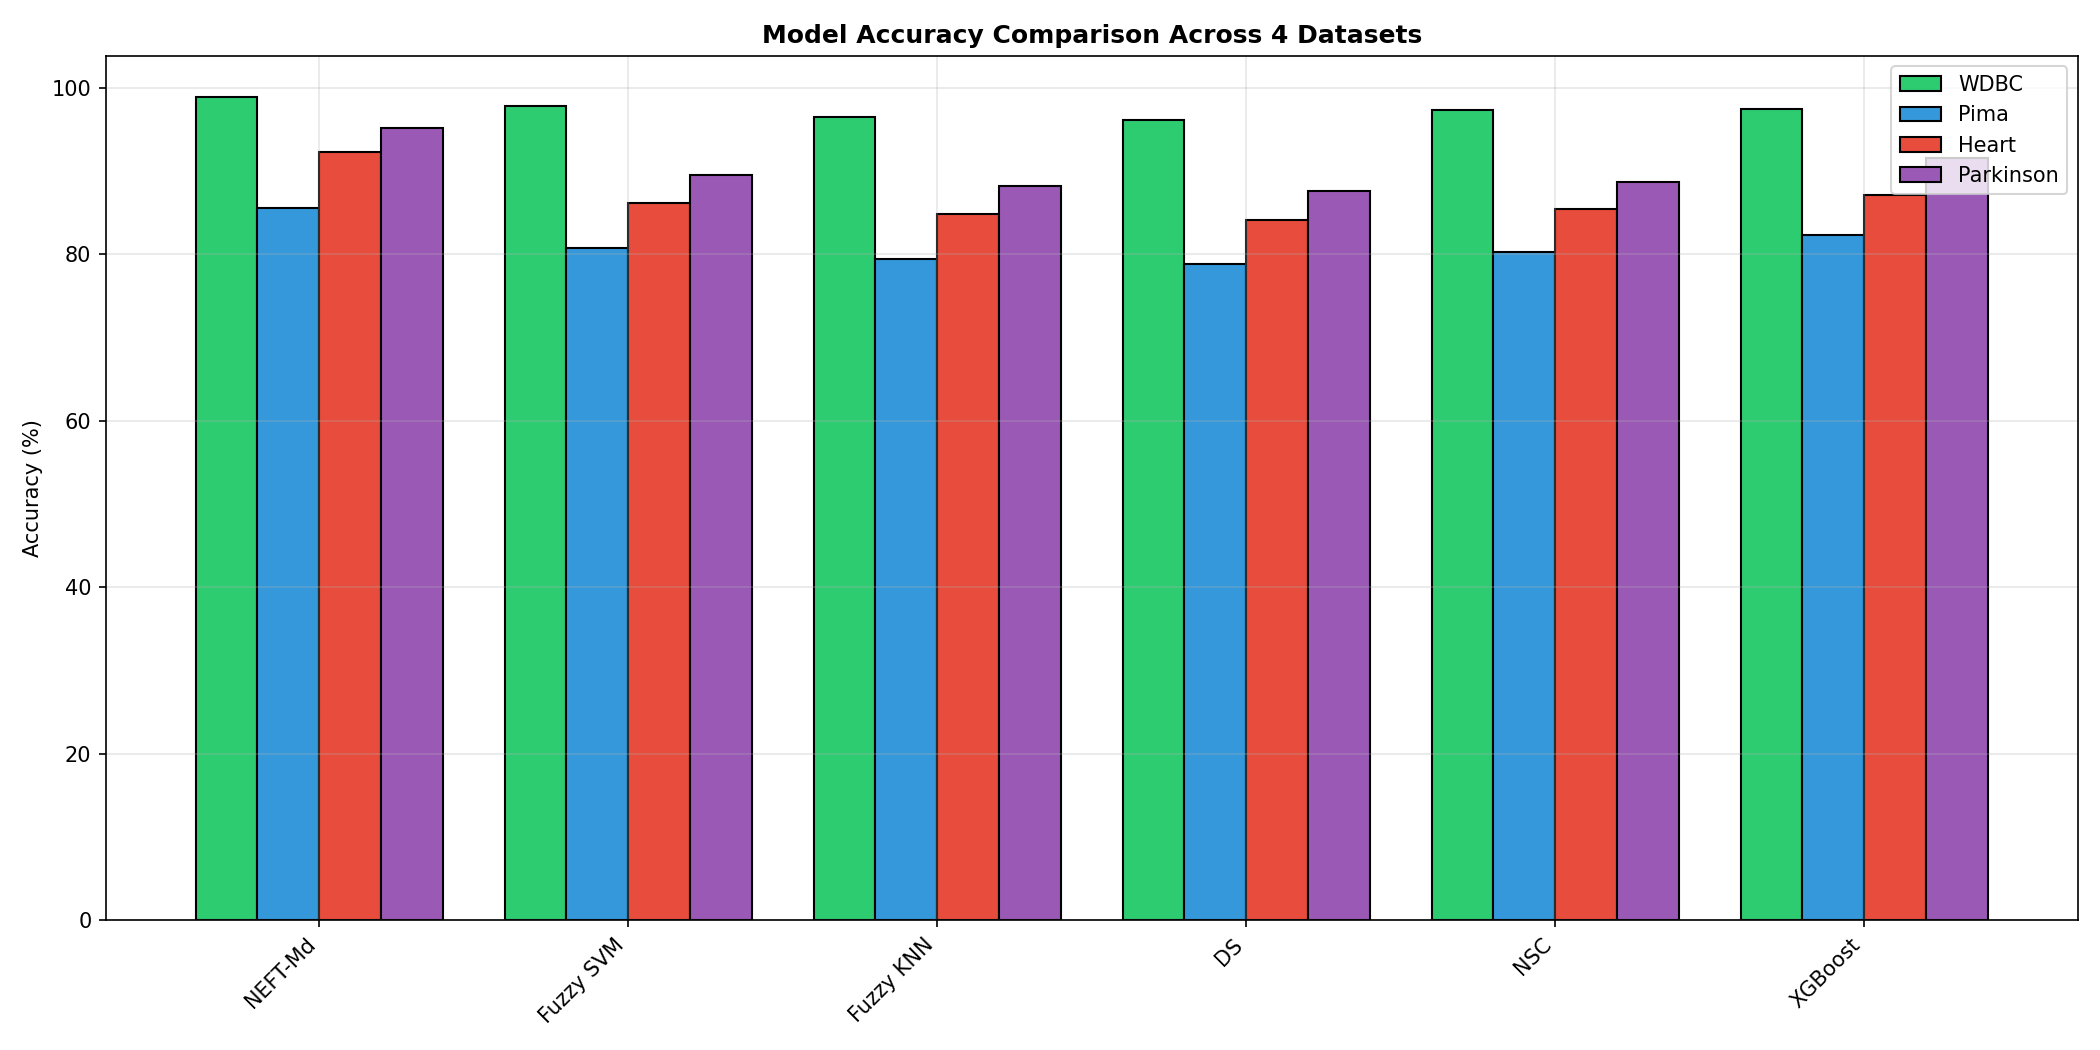 Model Accuracy Comparison Across 4 Datasets
WDBC
Pima
Heart
Parkinson
Accuracy (%)
100
80
60
40
20
0
NEFT-Md
Fuzzy SVM
Fuzzy KNN
DS
NSC
XGBoost